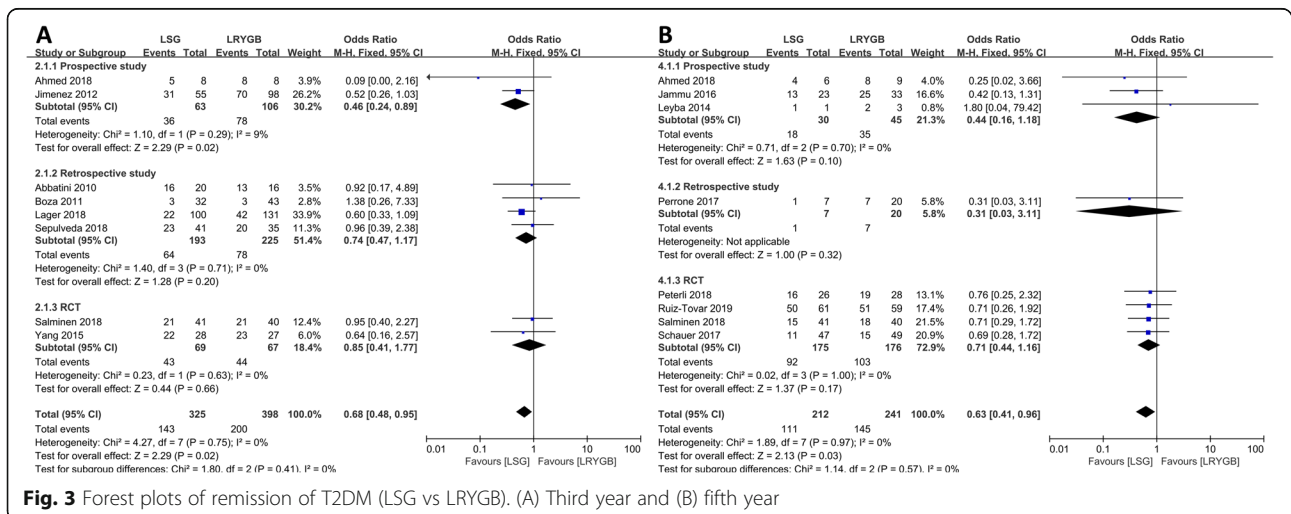 A
LSG LRYGB Odds Ratio Odds Ratio
Study or Subgroup Events Total Events Total Weight M-H. Fixed. 95% CI M-H. Fixed. 95% CI
2.1.1 Prospective study
Ahmed 2018 5 8 8 8 3.9% 0.09 [0.00, 2.16]
Jimenez 2012 31 55 70 98 26.2% 0.52 [0.26, 1.03]
Subtotal (95% CI) 63 106 30.2% 0.46 [0.24, 0.89]
Total events 36 78
Heterogeneity: Chi² = 1.10, df = 1 (P = 0.29); I² = 9%
Test for overall effect: Z = 2.29 (P = 0.02)
2.1.2 Retrospective study
Abbatini 2010 16 20 13 16 3.5% 0.92 [0.17, 4.89]
Boza 2011 3 32 3 43 2.8% 1.38 [0.26, 7.33]
Lager 2018 22 100 42 131 33.9% 0.60 [0.33, 1.09]
Sepulveda 2018 23 41 20 35 11.3% 0.96 [0.39, 2.38]
Subtotal (95% CI) 193 225 51.4% 0.74 [0.47, 1.17]
Total events 64 78
Heterogeneity: Chi² = 1.40, df = 3 (P = 0.71); I² = 0%
Test for overall effect: Z = 1.28 (P = 0.20)
2.1.3 RCT
Salminen 2018 21 41 21 40 12.4% 0.95 [0.40, 2.27]
Yang 2015 22 28 23 27 6.0% 0.64 [0.16, 2.57]
Subtotal (95% CI) 69 67 18.4% 0.85 [0.41, 1.77]
Total events 43 44
Heterogeneity: Chi² = 0.23, df = 1 (P = 0.63); I² = 0%
Test for overall effect: Z = 0.44 (P = 0.66)
Total (95% CI) 325 398 100.0% 0.68 [0.48, 0.95]
Total events 143 200
Heterogeneity: Chi² = 4.27, df = 7 (P = 0.75); I² = 0%
Test for overall effect: Z = 2.29 (P = 0.02)
Test for subgroup differences: Chi² = 1.80. df = 2 (P = 0.41). I² = 0%
0.01 0.1 1 10 100
Favours [LSG] Favours [LRYGB]
B
LSG LRYGB Odds Ratio Odds Ratio
Study or Subgroup Events Total Events Total Weight M-H. Fixed. 95% CI M-H. Fixed. 95% CI
4.1.1 Prospective study
Ahmed 2018 4 6 8 9 4.0% 0.25 [0.02, 3.66]
Jammu 2016 13 23 25 33 16.4% 0.42 [0.13, 1.31]
Leyba 2014 1 1 2 3 0.8% 1.80 [0.04, 79.42]
Subtotal (95% CI) 30 45 21.3% 0.44 [0.16, 1.18]
Total events 18 35
Heterogeneity: Chi² = 0.71, df = 2 (P = 0.70); I² = 0%
Test for overall effect: Z = 1.63 (P = 0.10)
4.1.2 Retrospective study
Perrone 2017 1 7 7 20 5.8% 0.31 [0.03, 3.11]
Subtotal (95% CI) 7 20 5.8% 0.31 [0.03, 3.11]
Total events 1 7
Heterogeneity: Not applicable
Test for overall effect: Z = 1.00 (P = 0.32)
4.1.3 RCT
Peterli 2018 16 26 19 28 13.1% 0.76 [0.25, 2.32]
Ruiz-Tovar 2019 50 61 51 59 17.4% 0.71 [0.26, 1.92]
Salminen 2018 15 41 18 40 21.5% 0.71 [0.29, 1.72]
Schauer 2017 11 47 15 49 20.9% 0.69 [0.28, 1.72]
Subtotal (95% CI) 175 176 72.9% 0.71 [0.44, 1.16]
Total events 92 103
Heterogeneity: Chi² = 0.02, df = 3 (P = 1.00); I² = 0%
Test for overall effect: Z = 1.37 (P = 0.17)
Total (95% CI) 212 241 100.0% 0.63 [0.41, 0.96]
Total events 111 145
Heterogeneity: Chi² = 1.89, df = 7 (P = 0.97); I² = 0%
Test for overall effect: Z = 2.13 (P = 0.03)
Test for subgroup differences: Chi² = 1.14. df = 2 (P = 0.57). I² = 0%
0.01 0.1 1 10 100
Favours [LSG] Favours [LRYGB]
Fig. 3 Forest plots of remission of T2DM (LSG vs LRYGB). (A) Third year and (B) fifth year